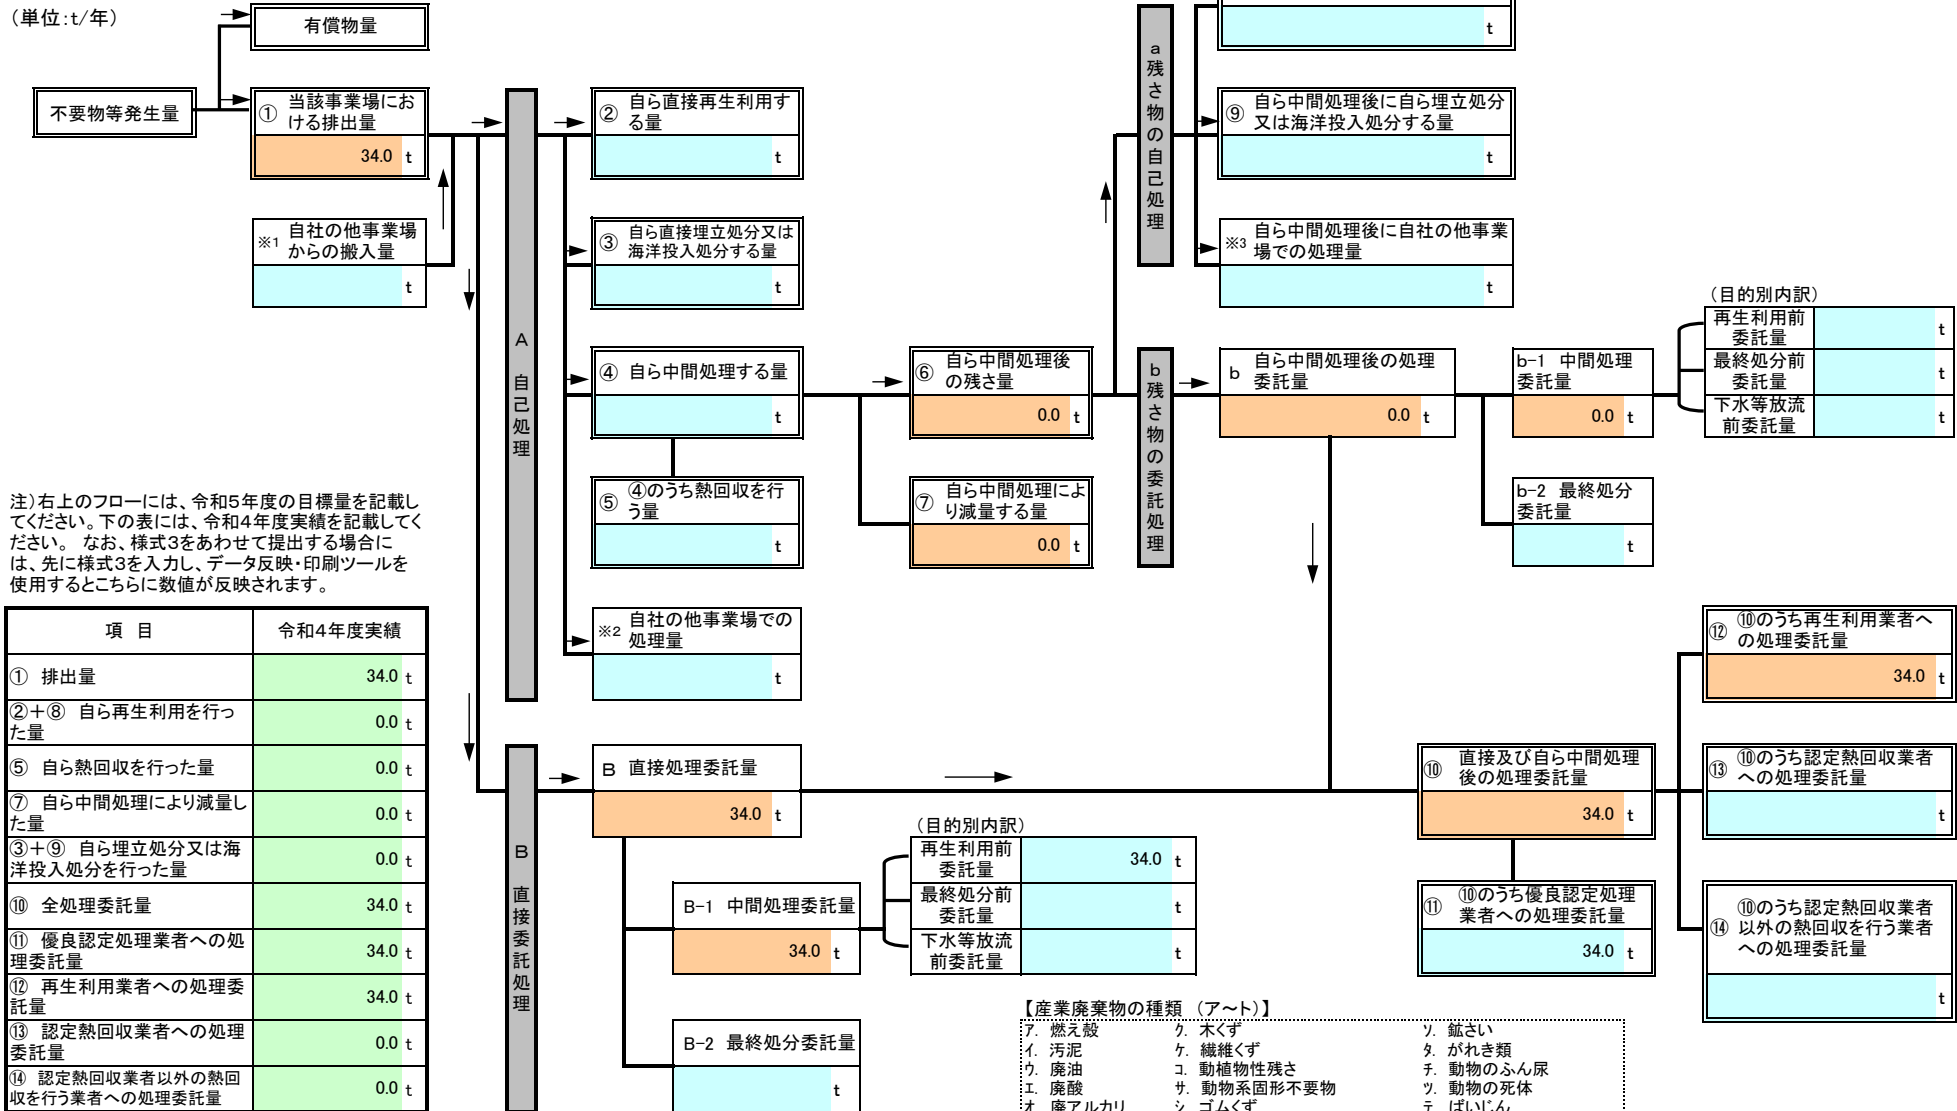 （単位：t/年）
有償物量
不要物等発生量
① 当該事業場にお
ける排出量
34.0 t
※1 自社の他事業場
からの搬入量
t
A 自己処理
② 自ら直接再生利用す
る量
t
③ 自ら直接埋立処分又は
海洋投入処分する量
t
④ 自ら中間処理する量
t
⑤ ④のうち熱回収を行
う量
t
※2 自社の他事業場での
処理量
t
⑥ 自ら中間処理後
の残さ量
0.0 t
⑦ 自ら中間処理によ
り減量する量
0.0 t
a 残さ物の自己処理
t
⑨ 自ら中間処理後に自ら埋立処分
又は海洋投入処分する量
t
※3 自ら中間処理後に自社の他事業
場での処理量
t
b 残さ物の委託処理
b 自ら中間処理後の処理
委託量
0.0 t
b-1 中間処理
委託量
0.0 t
（目的別内訳）
再生利用前
委託量
t
最終処分前
委託量
t
下水等放流
前委託量
t
b-2 最終処分
委託量
t
注）右上のフローには、令和５年度の目標量を記載し
てください。下の表には、令和４年度実績を記載してく
ださい。 なお、様式３をあわせて提出する場合に
は、先に様式３を入力し、データ反映・印刷ツールを
使用するとこちらに数値が反映されます。
項 目 令和４年度実績
① 排出量 34.0 t
②＋⑧ 自ら再生利用を行っ
た量 0.0 t
⑤ 自ら熱回収を行った量 0.0 t
⑦ 自ら中間処理により減量し
た量 0.0 t
③＋⑨ 自ら埋立処分又は海
洋投入処分を行った量 0.0 t
⑩ 全処理委託量 34.0 t
⑪ 優良認定処理業者への処
理委託量 34.0 t
⑫ 再生利用業者への処理委
託量 34.0 t
⑬ 認定熱回収業者への処理
委託量 0.0 t
⑭ 認定熱回収業者以外の熱回
収を行う業者への処理委託量 0.0 t
B 直接委託処理
B 直接処理委託量
34.0 t
B-1 中間処理委託量
34.0 t
（目的別内訳）
再生利用前
委託量
34.0 t
最終処分前
委託量
t
下水等放流
前委託量
t
B-2 最終処分委託量
t
⑩ 直接及び自ら中間処理
後の処理委託量
34.0 t
⑪ ⑩のうち優良認定処理
業者への処理委託量
34.0 t
⑫ ⑩のうち再生利用業者へ
の処理委託量
34.0 t
⑬ ⑩のうち認定熱回収業者
への処理委託量
t
⑭ ⑩のうち認定熱回収業者
以外の熱回収を行う業者
への処理委託量
t
【産業廃棄物の種類 （ア～ト）】
ア. 燃え殻 ク. 木くず ソ. 鉱さい
イ. 汚泥 ケ. 繊維くず タ. がれき類
ウ. 廃油 コ. 動植物性残さ チ. 動物のふん尿
エ. 廃酸 サ. 動物系固形不要物 ツ. 動物の死体
オ. 廃アルカリ シ. ゴムくず テ. ばいじん